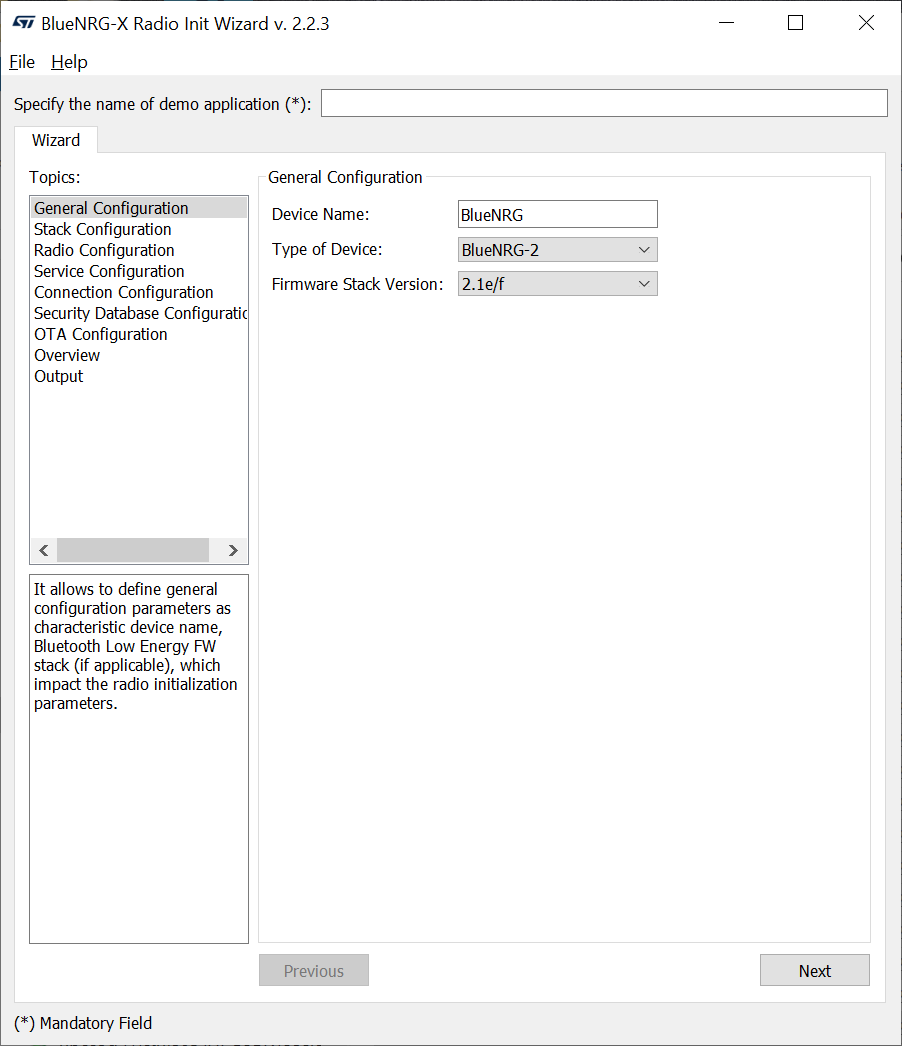 BlueNRG-X Radio Init Wizard v. 2.2.3
File Help
Specify the name of demo application (*):
Wizard
Topics:
General Configuration
Stack Configuration
Radio Configuration
Service Configuration
Connection Configuration
Security Database Configuratio
OTA Configuration
Overview
Output
It allows to define general
configuration parameters as
characteristic device name,
Bluetooth Low Energy FW
stack (if applicable), which
impact the radio initialization
parameters.
General Configuration
Device Name: BlueNRG
Type of Device: BlueNRG-2
Firmware Stack Version: 2.1e/f
Previous Next
(*) Mandatory Field